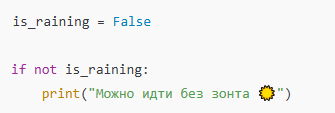 is_raining = False
if not is_raining:
    print("Можно идти без зонта 🌞")